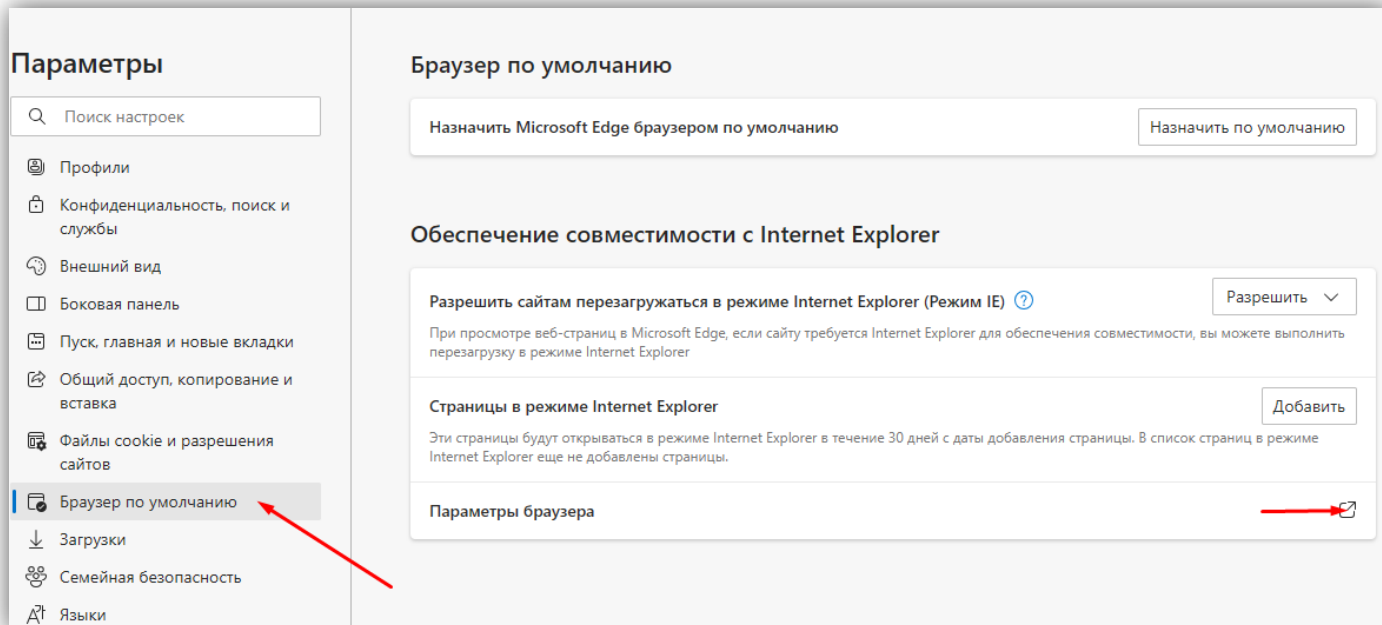 Параметры
Поиск настроек
Профили
Конфиденциальность, поиск и
службы
Внешний вид
Боковая панель
Пуск, главная и новые вкладки
Общий доступ, копирование и
вставка
Файлы cookie и разрешения
сайтов
Браузер по умолчанию
Загрузки
Семейная безопасность
Языки
Браузер по умолчанию
Назначить Microsoft Edge браузером по умолчанию
Назначить по умолчанию
Обеспечение совместимости с Internet Explorer
Разрешить сайтам перезагружаться в режиме Internet Explorer (Режим IE)
Разрешить
При просмотре веб-страниц в Microsoft Edge, если сайту требуется Internet Explorer для обеспечения совместимости, вы можете выполнить
перезагрузку в режиме Internet Explorer
Страницы в режиме Internet Explorer
Добавить
Эти страницы будут открываться в режиме Internet Explorer в течение 30 дней с даты добавления страницы. В список страниц в режиме
Internet Explorer еще не добавлены страницы.
Параметры браузера